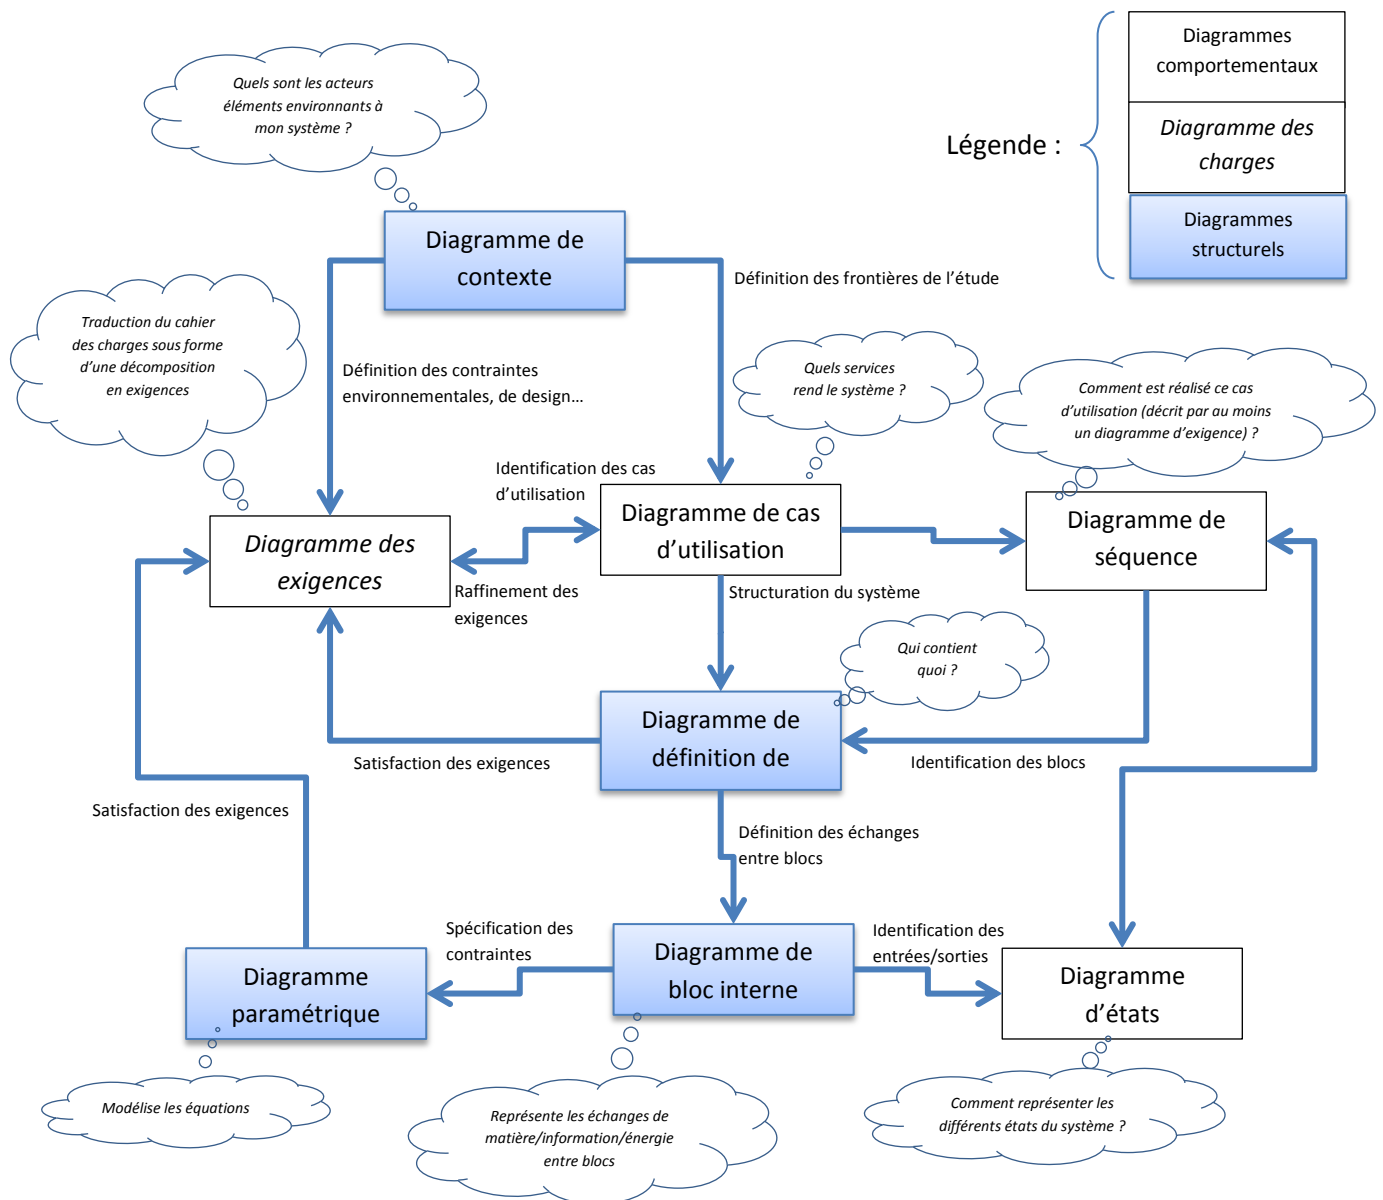 Diagrammes
comportementaux
Légende :
Diagramme des
charges
Diagrammes
structurels
Quels sont les acteurs
éléments environnants à
mon système ?
Diagramme de
contexte
Définition des frontières de l’étude
Traduction du cahier
des charges sous forme
d’une décomposition
en exigences
Définition des contraintes
environnementales, de design…
Quels services
rend le système ?
Comment est réalisé ce cas
d’utilisation (décrit par au moins
un diagramme d’exigence) ?
Identification des cas
d’utilisation
Diagramme des
exigences
Diagramme de cas
d’utilisation
Diagramme de
séquence
Raffinement des
exigences
Structuration du système
Qui contient
quoi ?
Diagramme de
définition de
Satisfaction des exigences
Identification des blocs
Satisfaction des exigences
Définition des échanges
entre blocs
Spécification des
contraintes
Identification des
entrées/sorties
Diagramme
paramétrique
Diagramme de
bloc interne
Diagramme
d’états
Modélise les équations
Représente les échanges de
matière/information/énergie
entre blocs
Comment représenter les
différents états du système ?